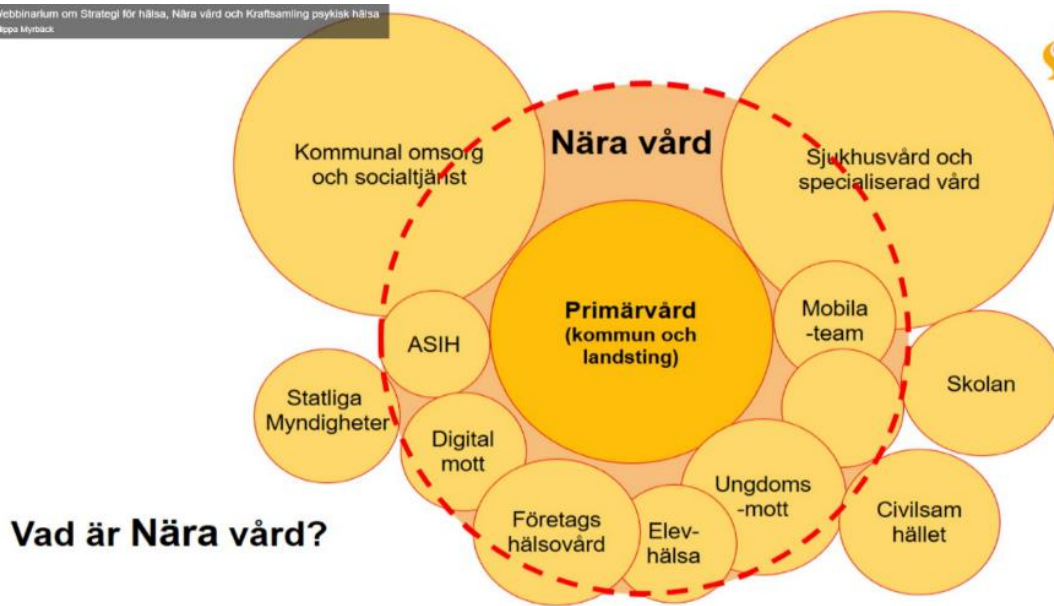 Webbinarium om Strategi för hälsa, Nära vård och Kraftsamling psykisk hälsa
Myrbäck
Nära vård
Kommunal omsorg
och socialtjänst
Sjukhusvård och
specialiserad vård
Primärvård
(kommun och
landsting)
Mobila
-team
ASIH
Statliga
Myndigheter
Skolan
Digital
mott
Ungdoms
-mott
Företags
hälsovård
Elev-
hälsa
Civilsam
hället
Vad är Nära vård?